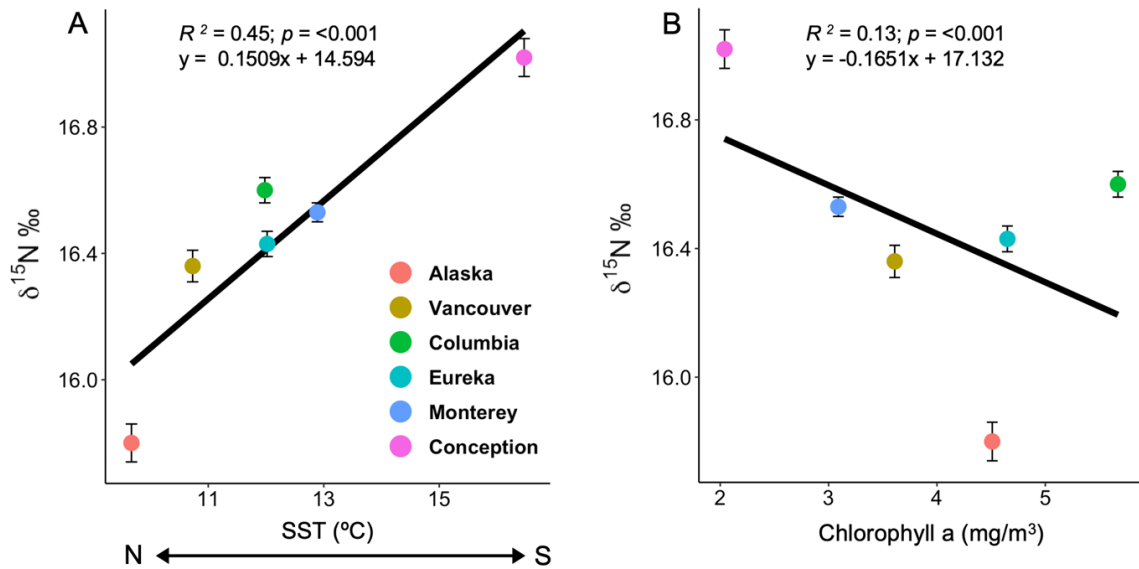 A
R² = 0.45; p = <0.001
y = 0.1509x + 14.594
16.8
16.4
16.0
δ¹⁵N ‰
Alaska
Vancouver
Columbia
Eureka
Monterey
Conception
11 13 15
SST (ºC)
N S
B
R² = 0.13; p = <0.001
y = -0.1651x + 17.132
16.8
16.4
16.0
δ¹⁵N ‰
2 3 4 5
Chlorophyll a (mg/m³)